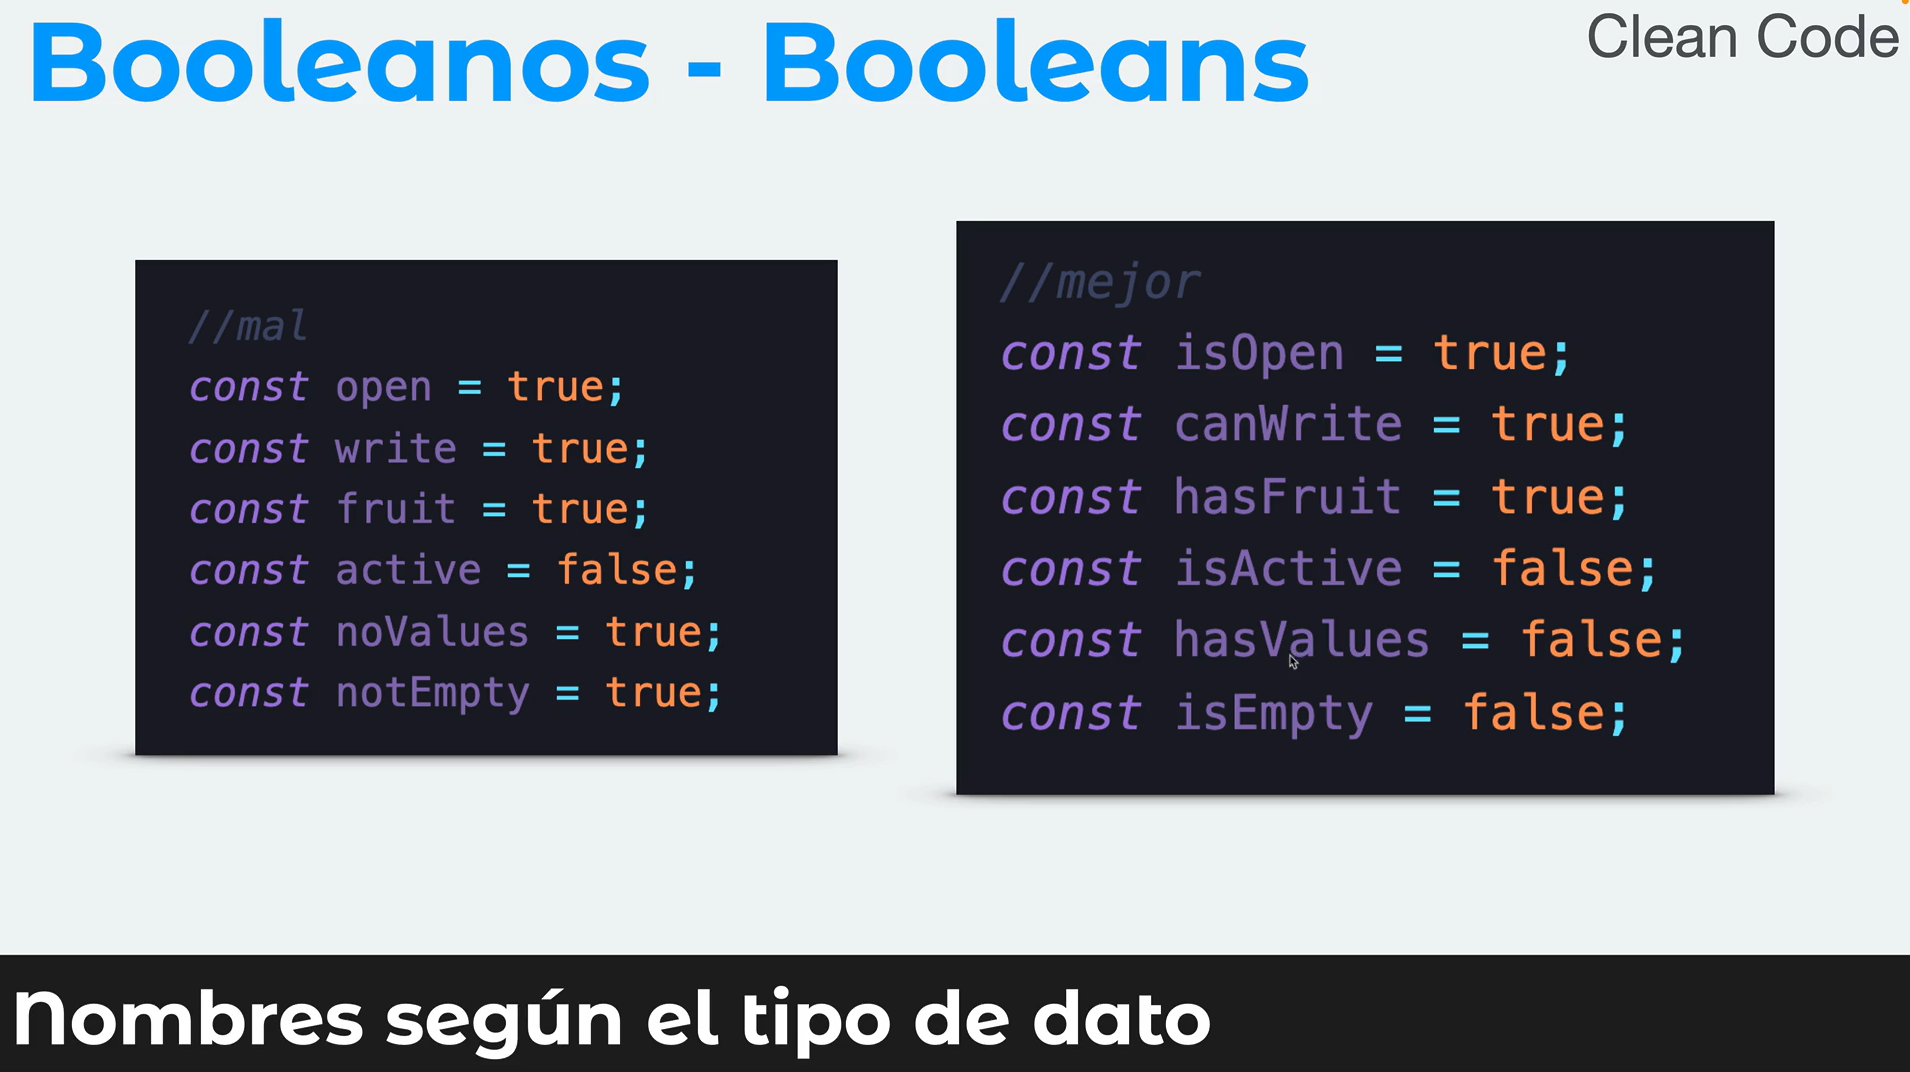 Booleanos - Booleans
Clean Code
//mal
const open = true;
const write = true;
const fruit = true;
const active = false;
const noValues = true;
const notEmpty = true;
//mejor
const isOpen = true;
const canWrite = true;
const hasFruit = true;
const isActive = false;
const hasValues = false;
const isEmpty = false;
Nombres según el tipo de dato